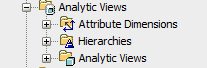 Analytic Views
Attribute Dimensions
Hierarchies
Analytic Views